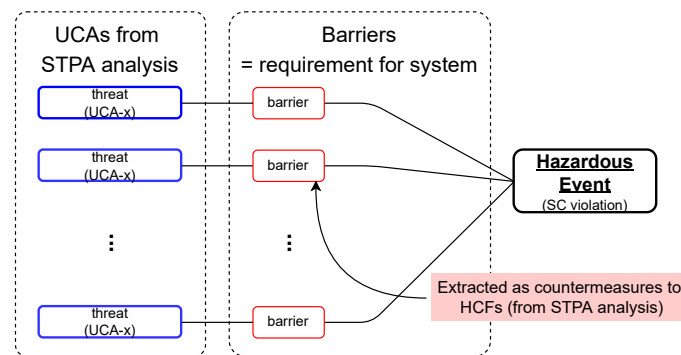 UCAs from
STPA analysis
Barriers
= requirement for system
threat
(UCA-x)
barrier
threat
(UCA-x)
barrier
Hazardous
Event
(SC violation)
...
...
Extracted as countermeasures to
HCFs (from STPA analysis)
threat
(UCA-x)
barrier